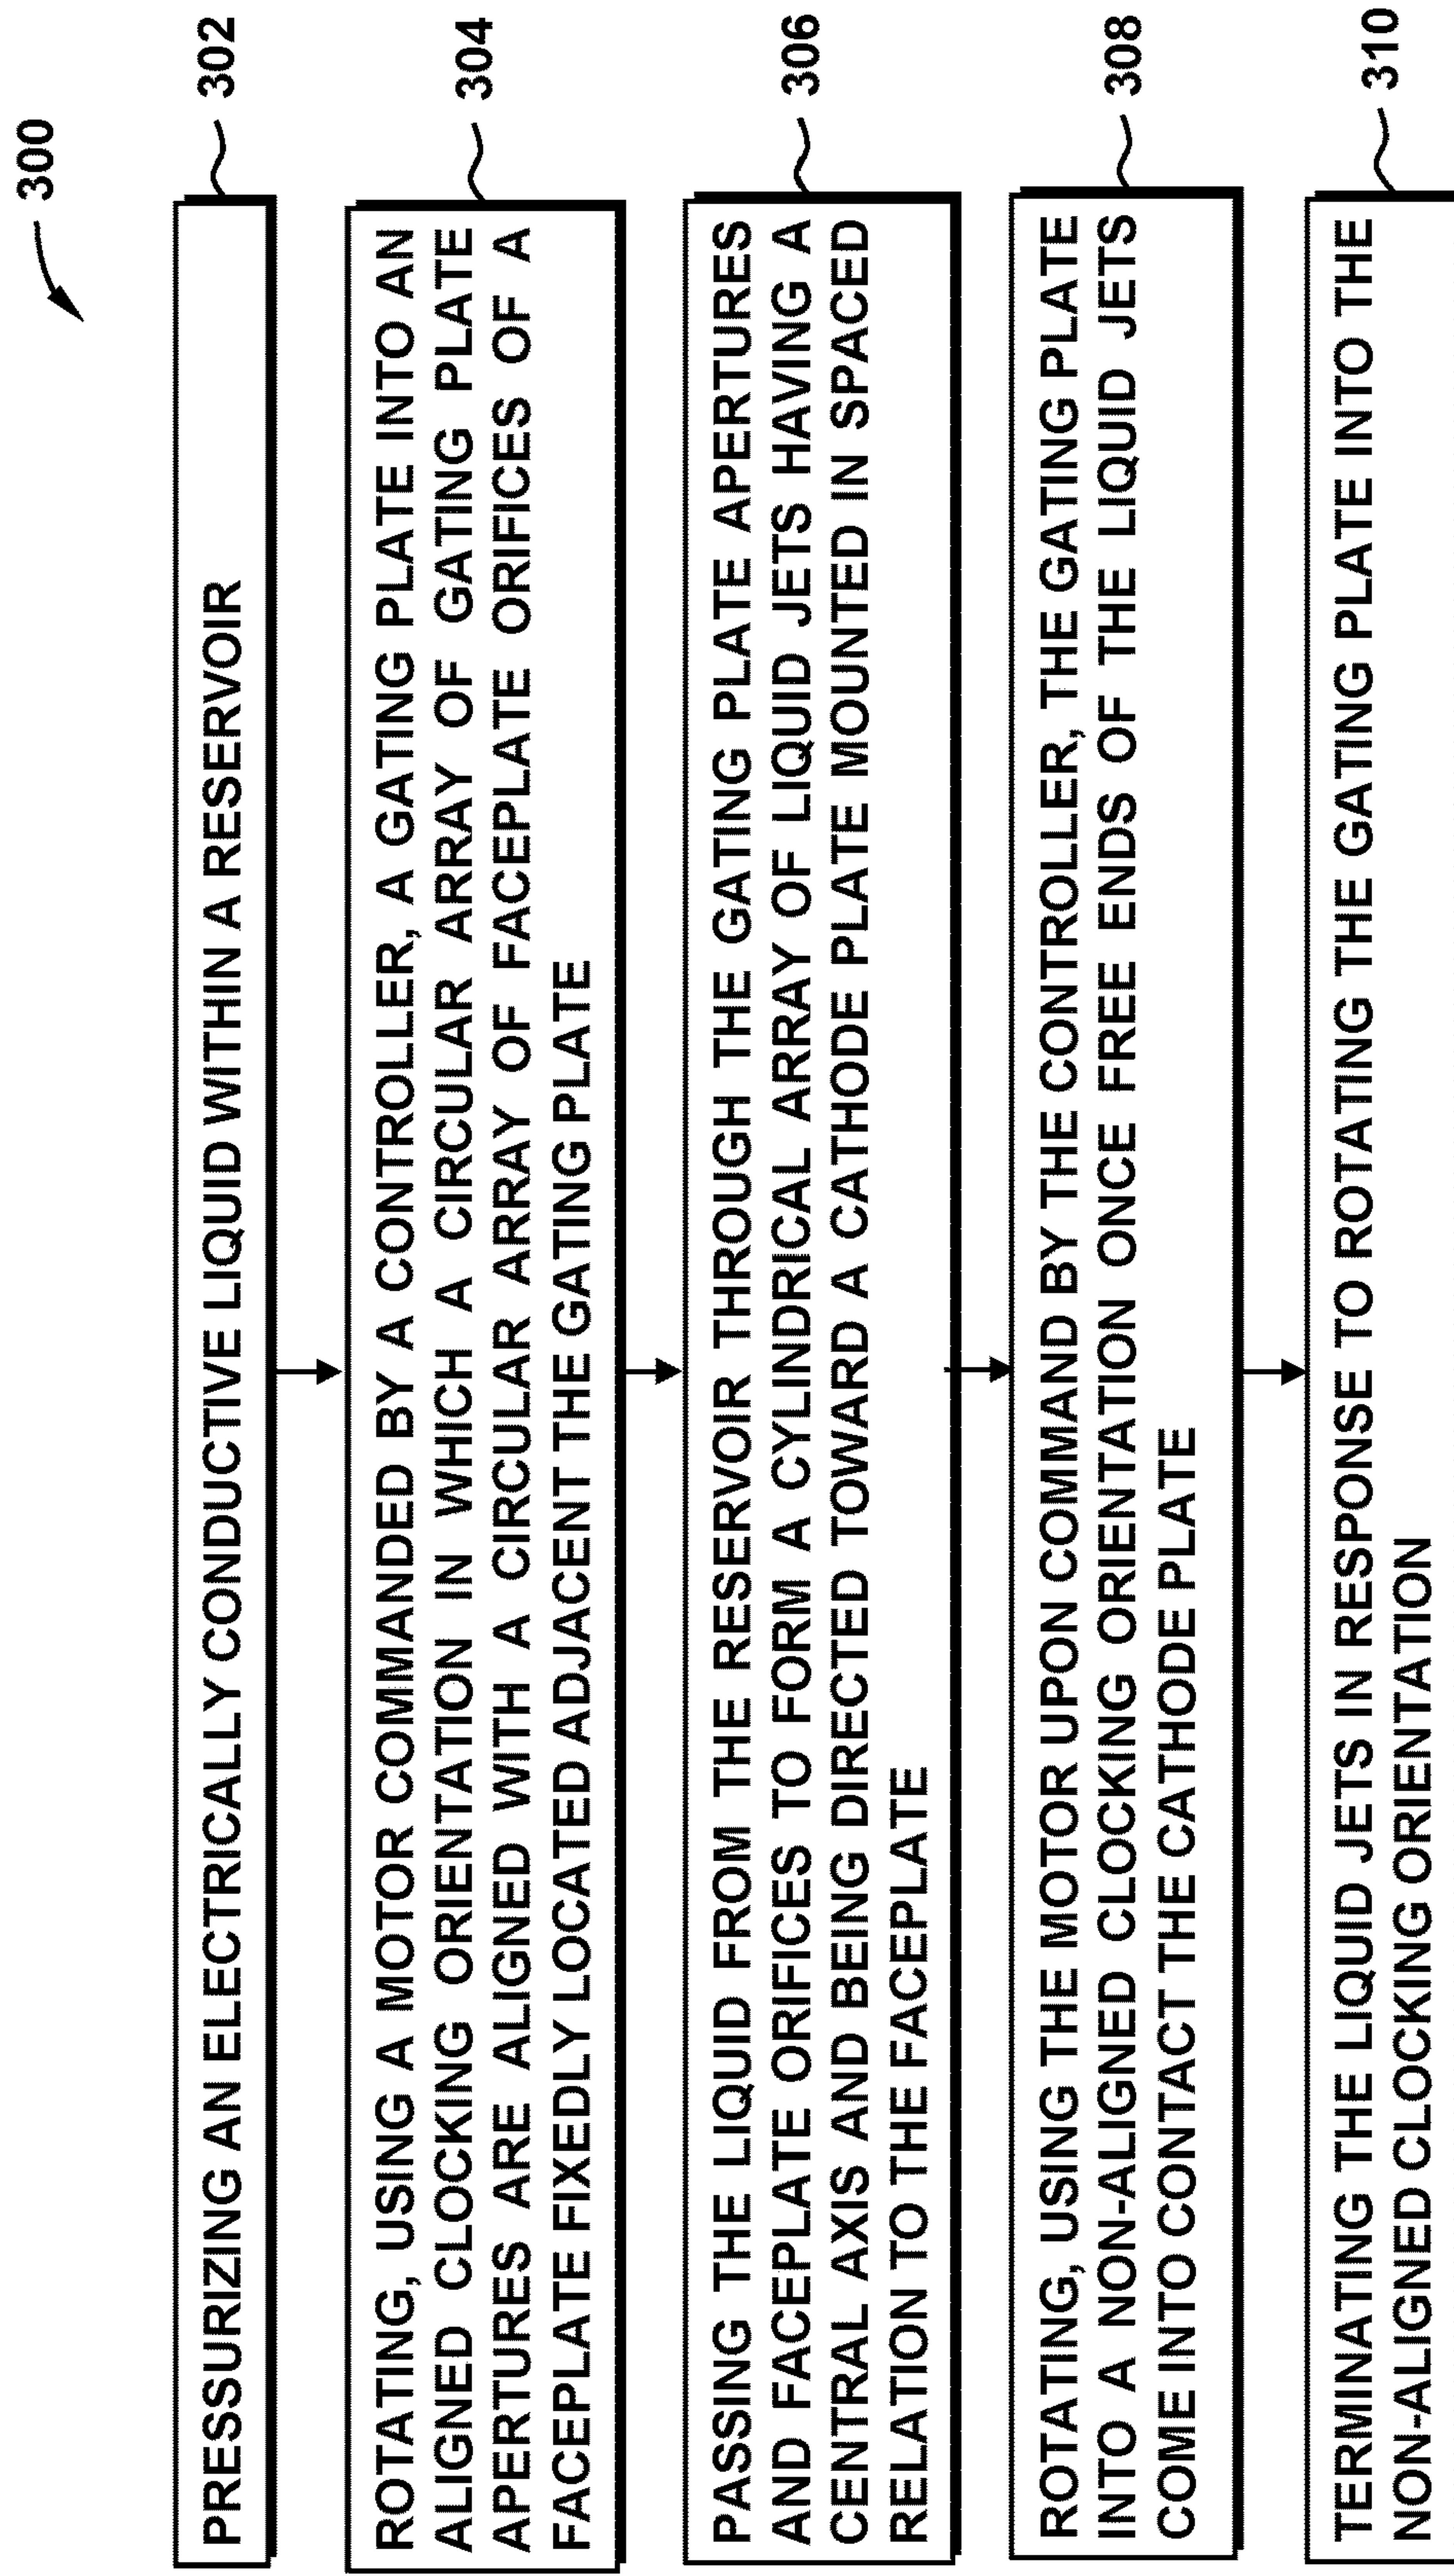 300
302
PRESSURIZING AN ELECTRICALLY CONDUCTIVE LIQUID WITHIN A RESERVOIR
304
ROTATING, USING A MOTOR COMMANDED BY A CONTROLLER, A GATING PLATE INTO AN
ALIGNED CLOCKING ORIENTATION IN WHICH A CIRCULAR ARRAY OF GATING PLATE
APERTURES ARE ALIGNED WITH A CIRCULAR ARRAY OF FACEPLATE ORIFICES OF A
FACEPLATE FIXEDLY LOCATED ADJACENT THE GATING PLATE
306
PASSING THE LIQUID FROM THE RESERVOIR THROUGH THE GATING PLATE APERTURES
AND FACEPLATE ORIFICES TO FORM A CYLINDRICAL ARRAY OF LIQUID JETS HAVING A
CENTRAL AXIS AND BEING DIRECTED TOWARD A CATHODE PLATE MOUNTED IN SPACED
RELATION TO THE FACEPLATE
308
ROTATING, USING THE MOTOR UPON COMMAND BY THE CONTROLLER, THE GATING PLATE
INTO A NON-ALIGNED CLOCKING ORIENTATION ONCE FREE ENDS OF THE LIQUID JETS
COME INTO CONTACT THE CATHODE PLATE
310
TERMINATING THE LIQUID JETS IN RESPONSE TO ROTATING THE GATING PLATE INTO THE
NON-ALIGNED CLOCKING ORIENTATION